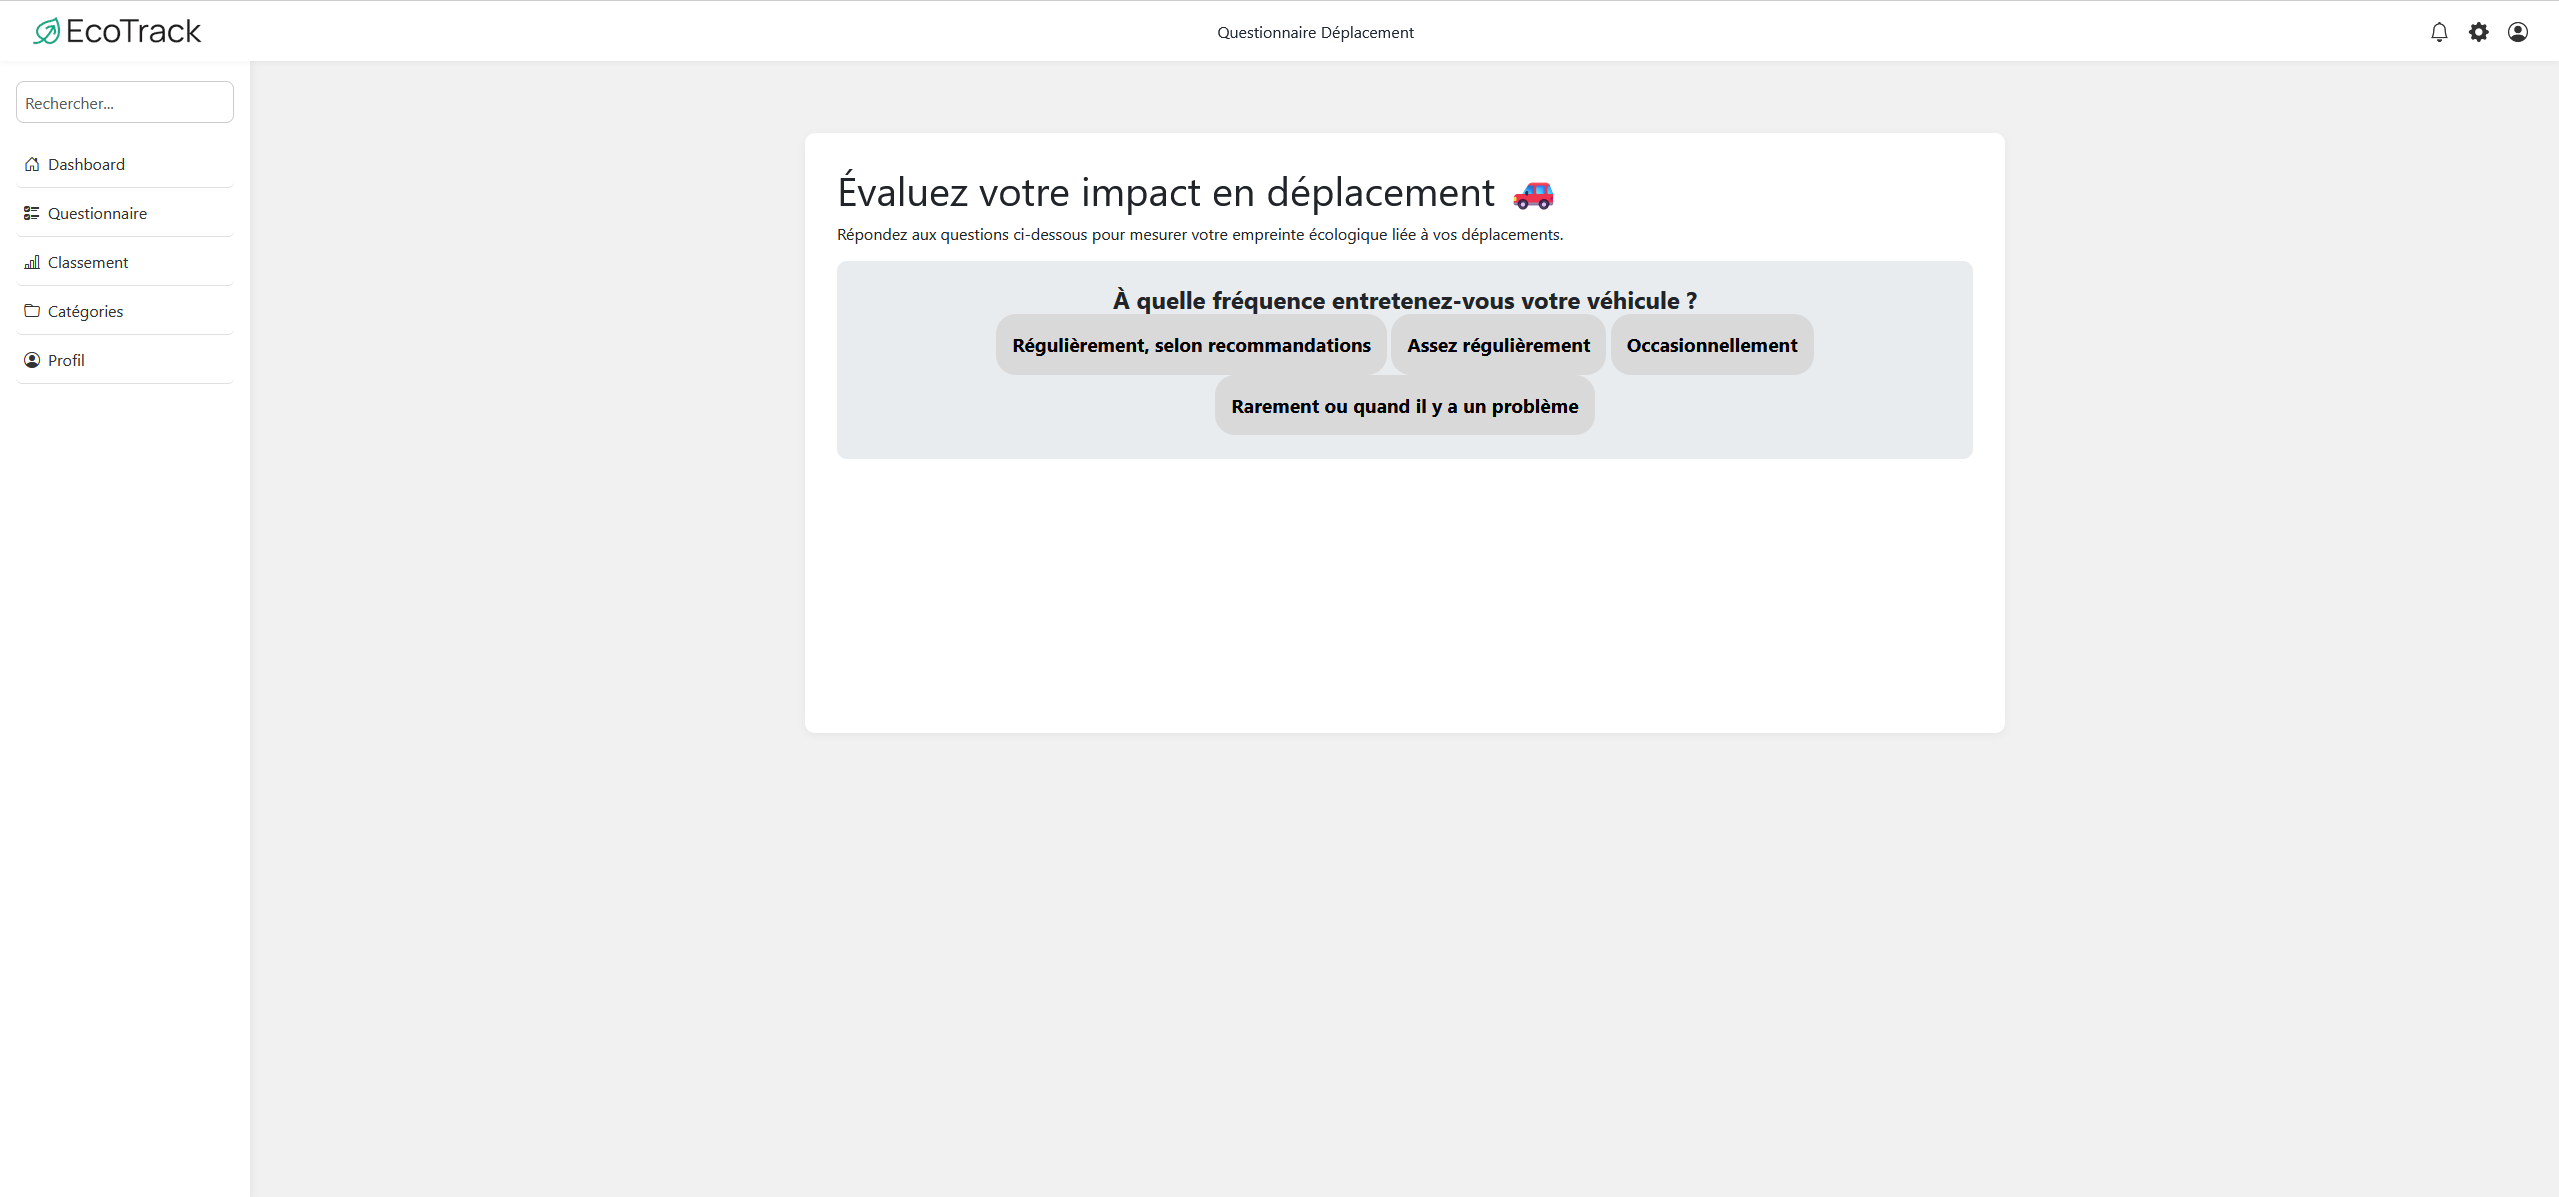 EcoTrack
Questionnaire Déplacement
Rechercher...
Dashboard
Questionnaire
Classement
Catégories
Profil
Évaluez votre impact en déplacement
Répondez aux questions ci-dessous pour mesurer votre empreinte écologique liée à vos déplacements.
À quelle fréquence entretenez-vous votre véhicule ?
Régulièrement, selon recommandations Assez régulièrement Occasionnellement
Rarement ou quand il y a un problème